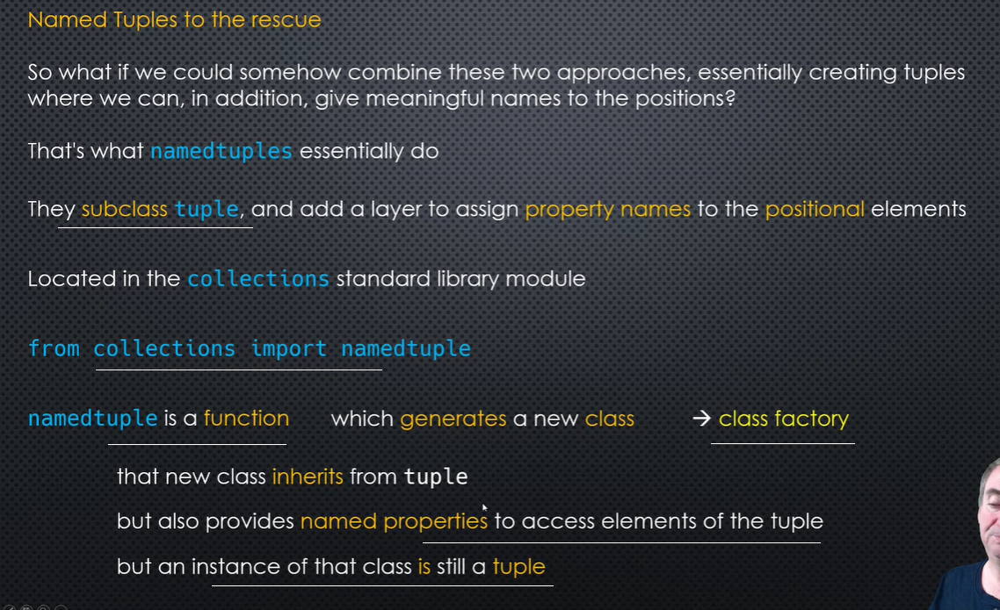 Named Tuples to the rescue
So what if we could somehow combine these two approaches, essentially creating tuples
where we can, in addition, give meaningful names to the positions?
That's what namedtuples essentially do
They subclass tuple, and add a layer to assign property names to the positional elements
Located in the collections standard library module
from collections import namedtuple
namedtuple is a function which generates a new class → class factory
that new class inherits from tuple
but also provides named properties to access elements of the tuple
but an instance of that class is still a tuple